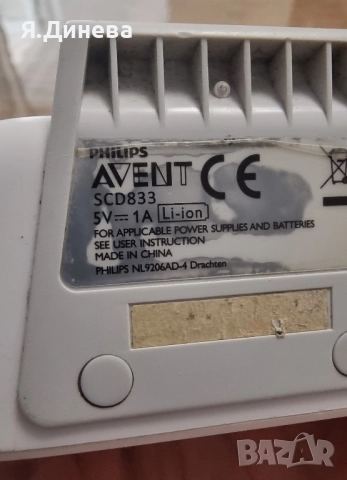 Я.Динева
PHILIPS
AVENT CE
SCD833
5V⎓1A Li-ion
FOR APPLICABLE POWER SUPPLIES AND BATTERIES
SEE USER INSTRUCTION
MADE IN CHINA
PHILIPS NL9206AD-4 Drachten
BAZAR